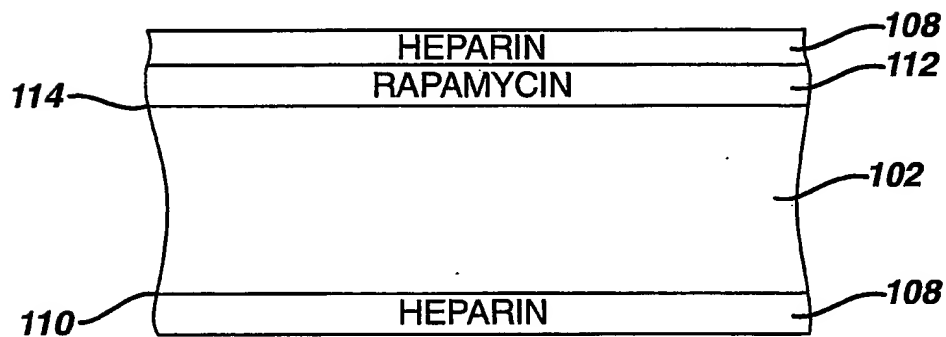 HEPARIN 108
RAPAMYCIN 112
114
102
110 HEPARIN 108